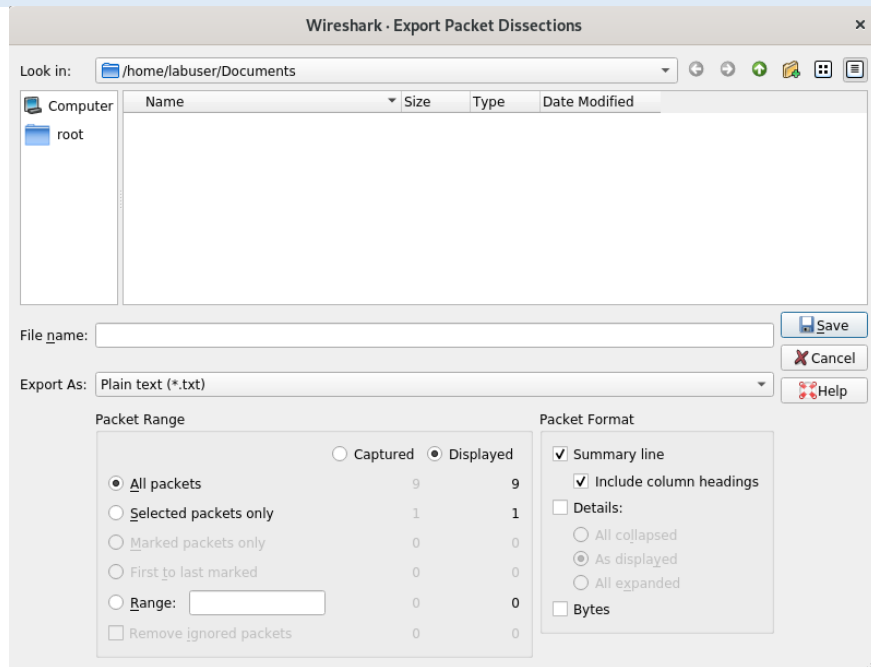 Wireshark · Export Packet Dissections ×
Look in: /home/labuser/Documents
Computer
root
Name Size Type Date Modified
File name:
Save
Cancel
Export As: Plain text (*.txt)
Help
Packet Range
Captured Displayed
All packets 9 9
Selected packets only 1 1
Marked packets only 0 0
First to last marked 0 0
Range: 0 0
Remove ignored packets 0 0
Packet Format
Summary line
Include column headings
Details:
All collapsed
As displayed
All expanded
Bytes